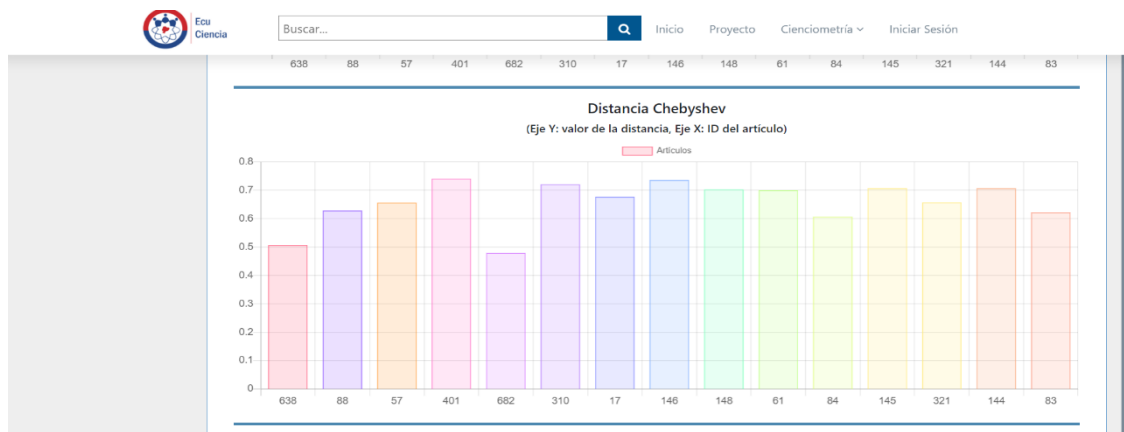 Ecu
Ciencia
Buscar...
Inicio Proyecto Cienciometría Iniciar Sesión
638 88 57 401 682 310 17 146 148 61 84 145 321 144 83
Distancia Chebyshev
(Eje Y: valor de la distancia, Eje X: ID del artículo)
Artículos
0.8
0.7
0.6
0.5
0.4
0.3
0.2
0.1
0
638 88 57 401 682 310 17 146 148 61 84 145 321 144 83